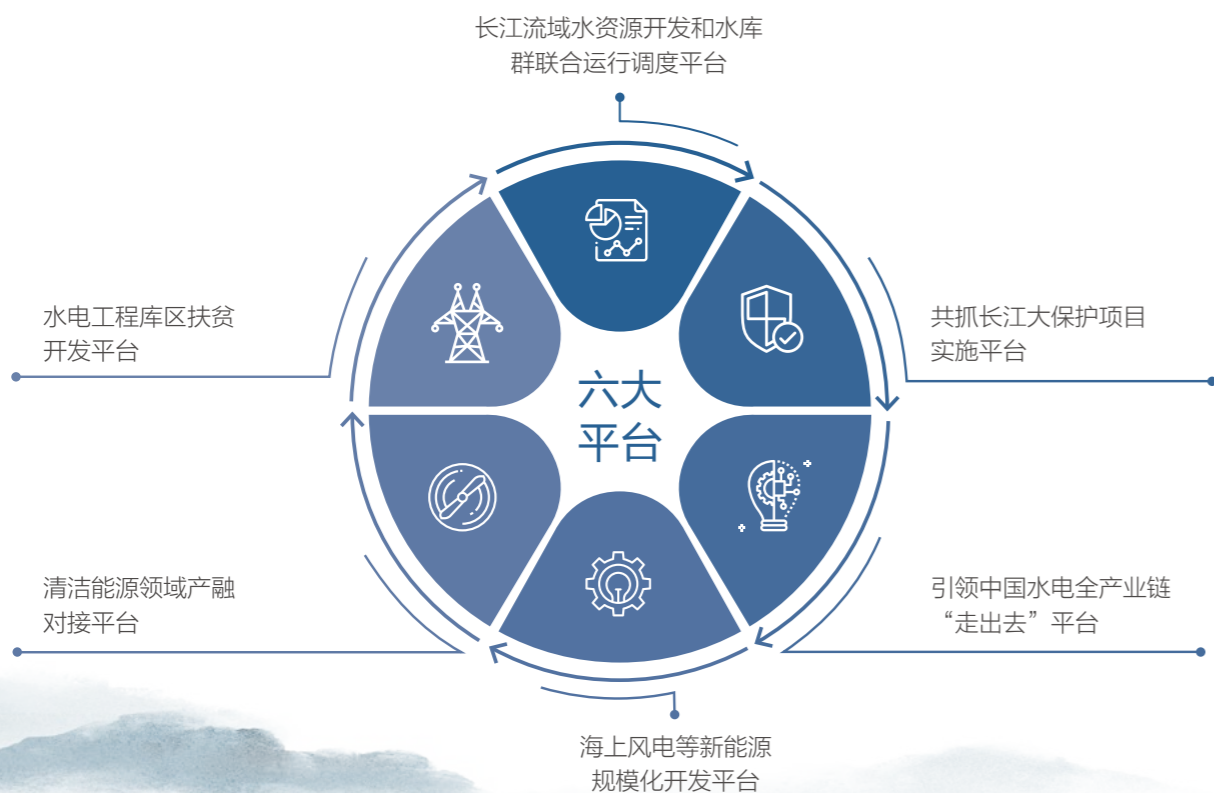 长江流域水资源开发和水库
群联合运行调度平台
水电工程库区扶贫
开发平台
共抓长江大保护项目
实施平台
六大
平台
清洁能源领域产融
对接平台
引领中国水电全产业链
“走出去”平台
海上风电等新能源
规模化开发平台